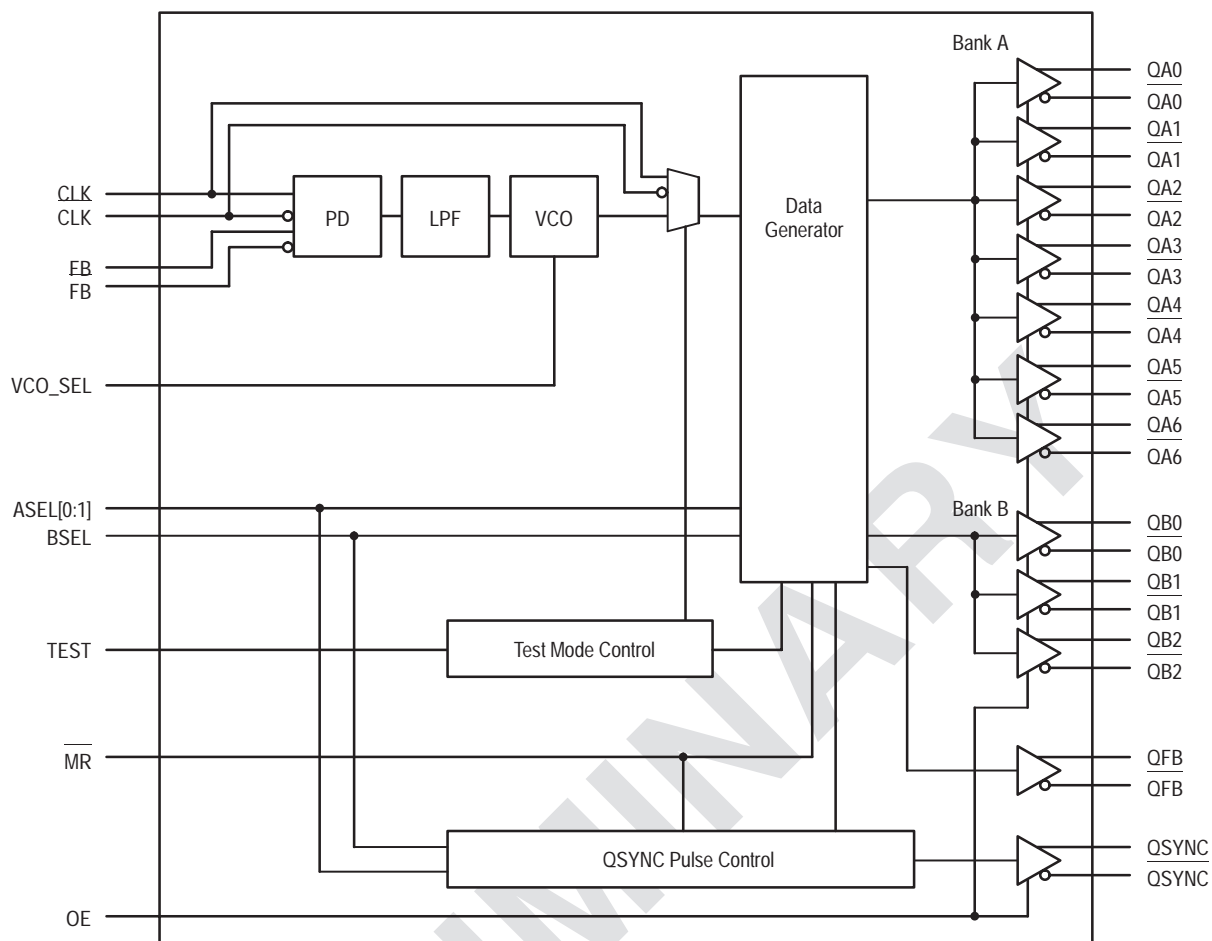 Bank A
QA0
QA0
QA1
QA1
QA2
QA2
QA3
QA3
QA4
QA4
QA5
QA5
QA6
QA6
CLK
CLK
FB
FB
PD
LPF
VCO
Data
Generator
VCO_SEL
ASEL[0:1]
BSEL
Bank B
QB0
QB0
QB1
QB1
QB2
QB2
TEST
Test Mode Control
MR
QFB
QFB
QSYNC Pulse Control
QSYNC
QSYNC
OE
IMINARY